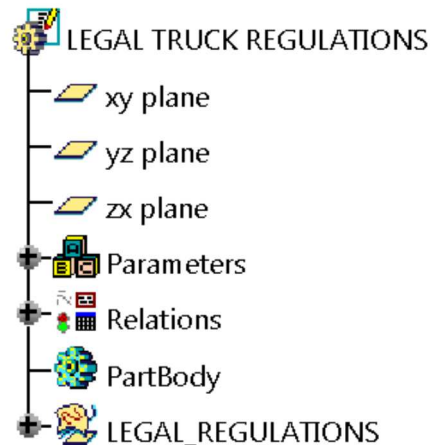 LEGAL TRUCK REGULATIONS
xy plane
yz plane
zx plane
Parameters
Relations
PartBody
LEGAL_REGULATIONS